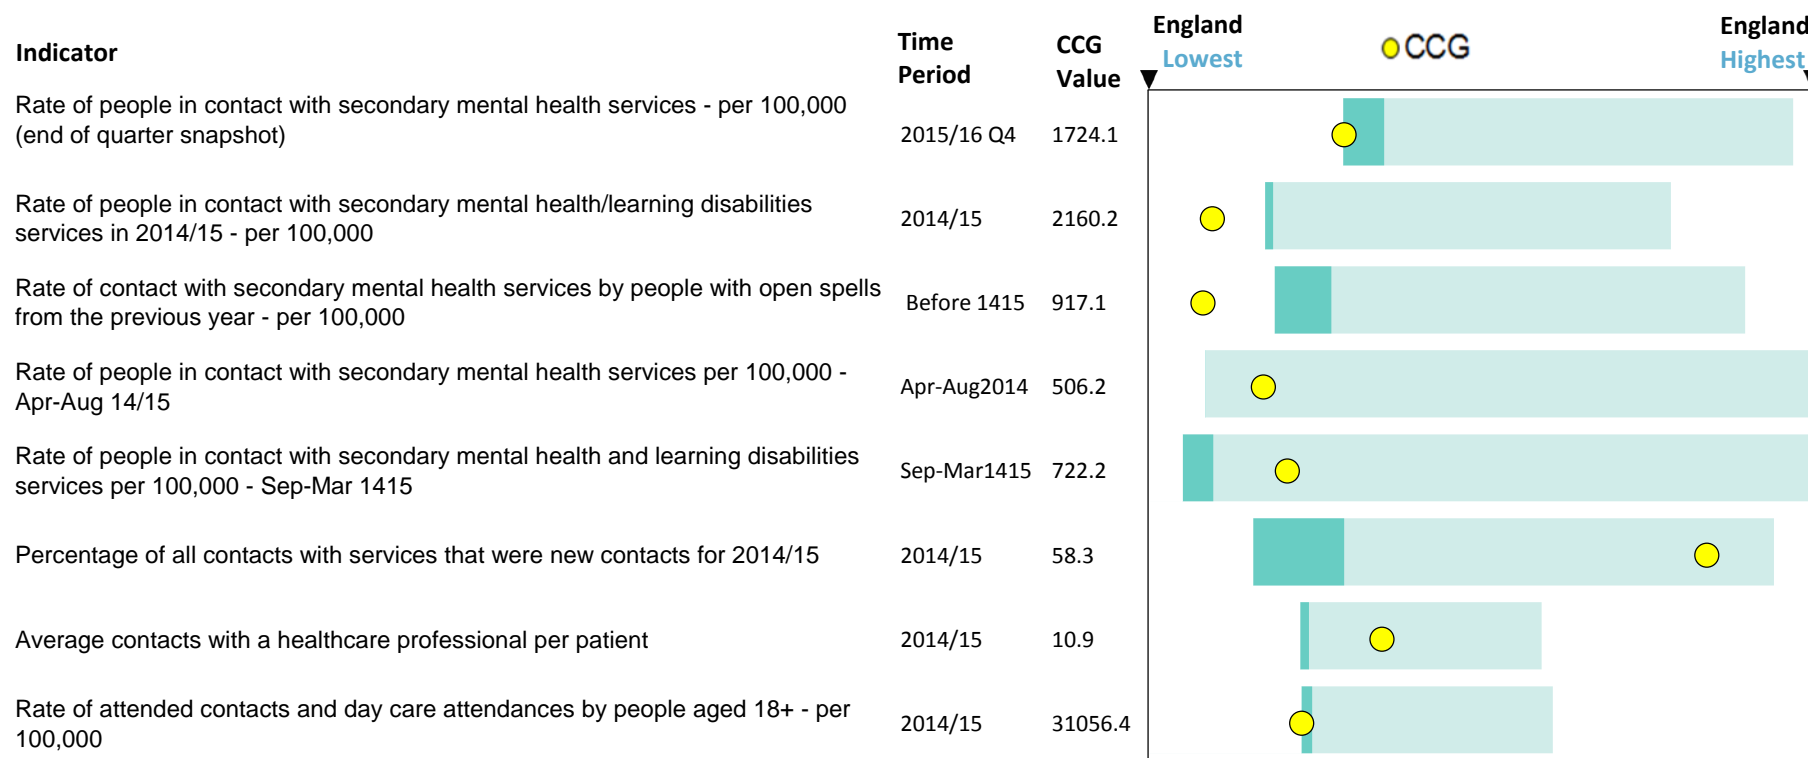 Indicator
Time
Period
CCG
Value
England
Lowest
CCG
England
Highest
Rate of people in contact with secondary mental health services - per 100,000
(end of quarter snapshot)
2015/16 Q4
1724.1
Rate of people in contact with secondary mental health/learning disabilities
services in 2014/15 - per 100,000
2014/15
2160.2
Rate of contact with secondary mental health services by people with open spells
from the previous year - per 100,000
Before 1415
917.1
Rate of people in contact with secondary mental health services per 100,000 -
Apr-Aug 14/15
Apr-Aug2014
506.2
Rate of people in contact with secondary mental health and learning disabilities
services per 100,000 - Sep-Mar 1415
Sep-Mar1415
722.2
Percentage of all contacts with services that were new contacts for 2014/15
2014/15
58.3
Average contacts with a healthcare professional per patient
2014/15
10.9
Rate of attended contacts and day care attendances by people aged 18+ - per
100,000
2014/15
31056.4